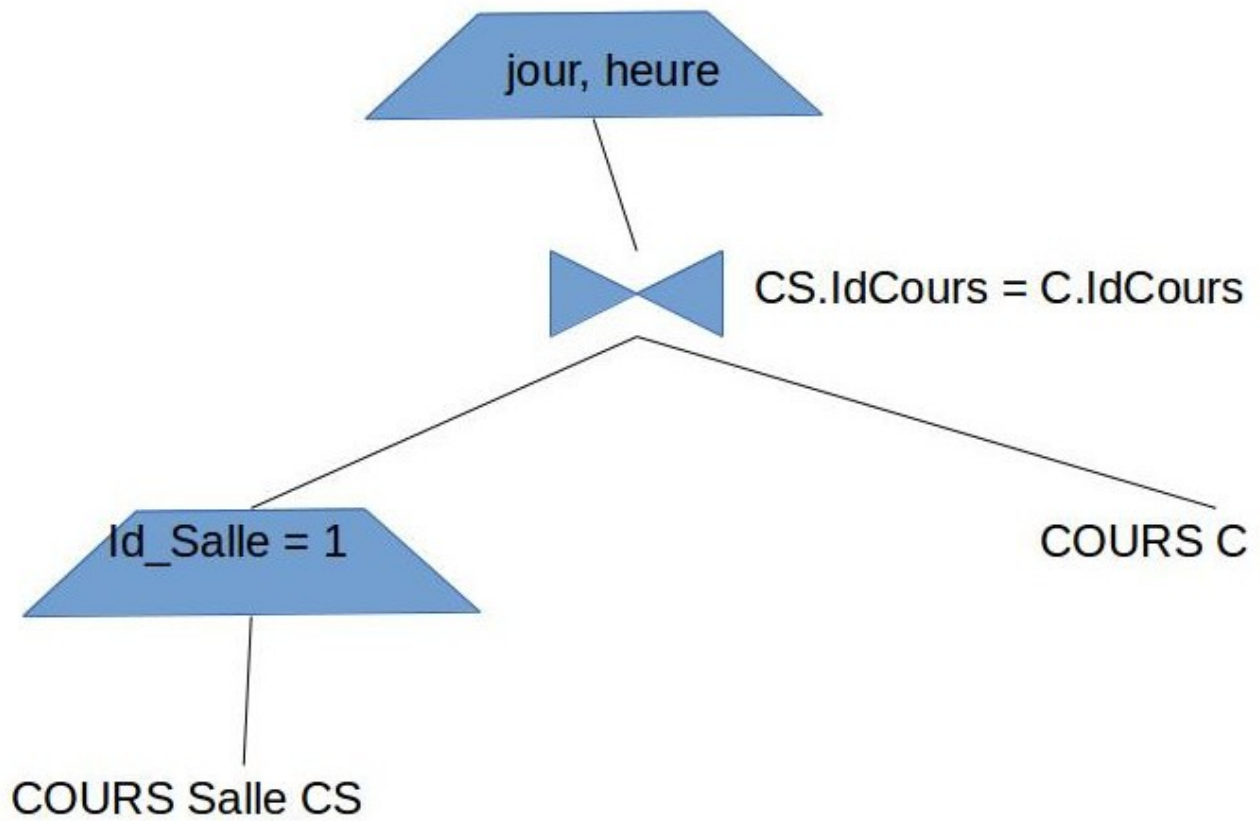 jour, heure
CS.IdCours = C.IdCours
Id_Salle = 1
COURS C
COURS Salle CS